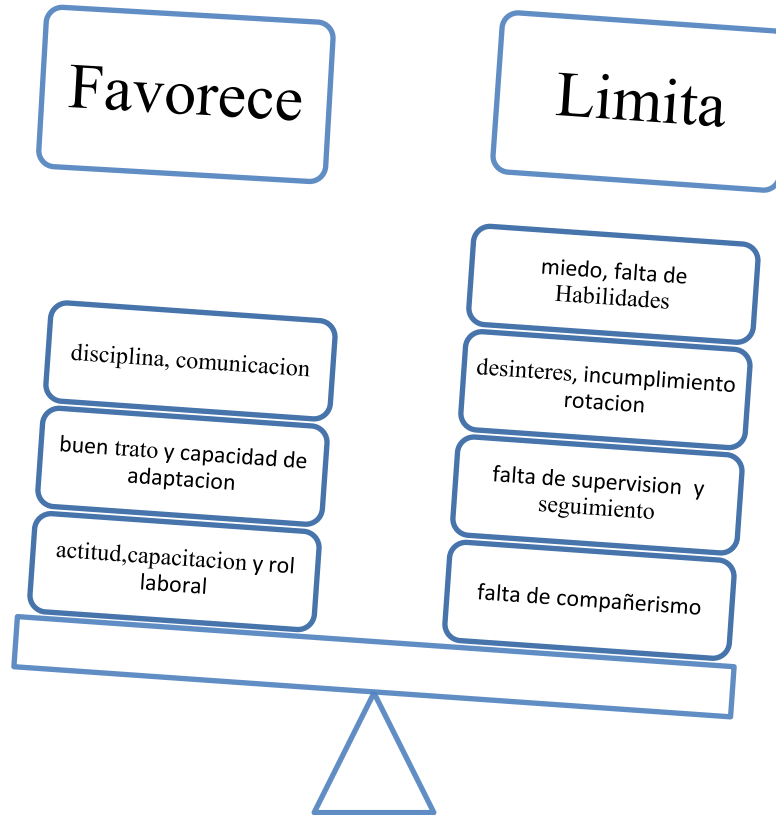 Favorece
Limita
disciplina, comunicacion
buen trato y capacidad de
adaptacion
actitud,capacitacion y rol
laboral
miedo, falta de
Habilidades
desinteres, incumplimiento
rotacion
falta de supervision  y
seguimiento
falta de compañerismo